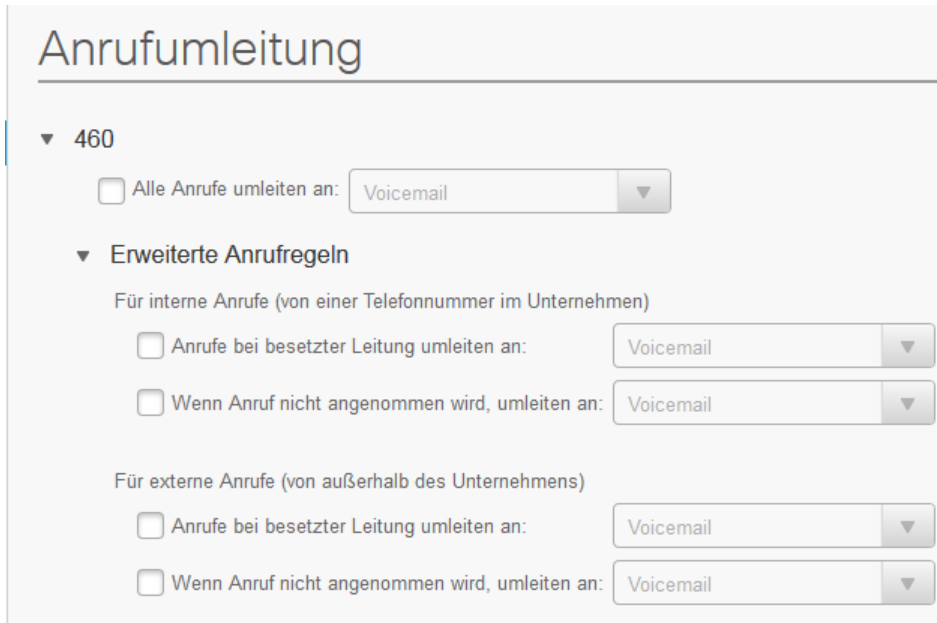 Anrufumleitung
460
Alle Anrufe umleiten an: Voicemail
Erweiterte Anrufregeln
Für interne Anrufe (von einer Telefonnummer im Unternehmen)
Anrufe bei besetzter Leitung umleiten an: Voicemail
Wenn Anruf nicht angenommen wird, umleiten an: Voicemail
Für externe Anrufe (von außerhalb des Unternehmens)
Anrufe bei besetzter Leitung umleiten an: Voicemail
Wenn Anruf nicht angenommen wird, umleiten an: Voicemail